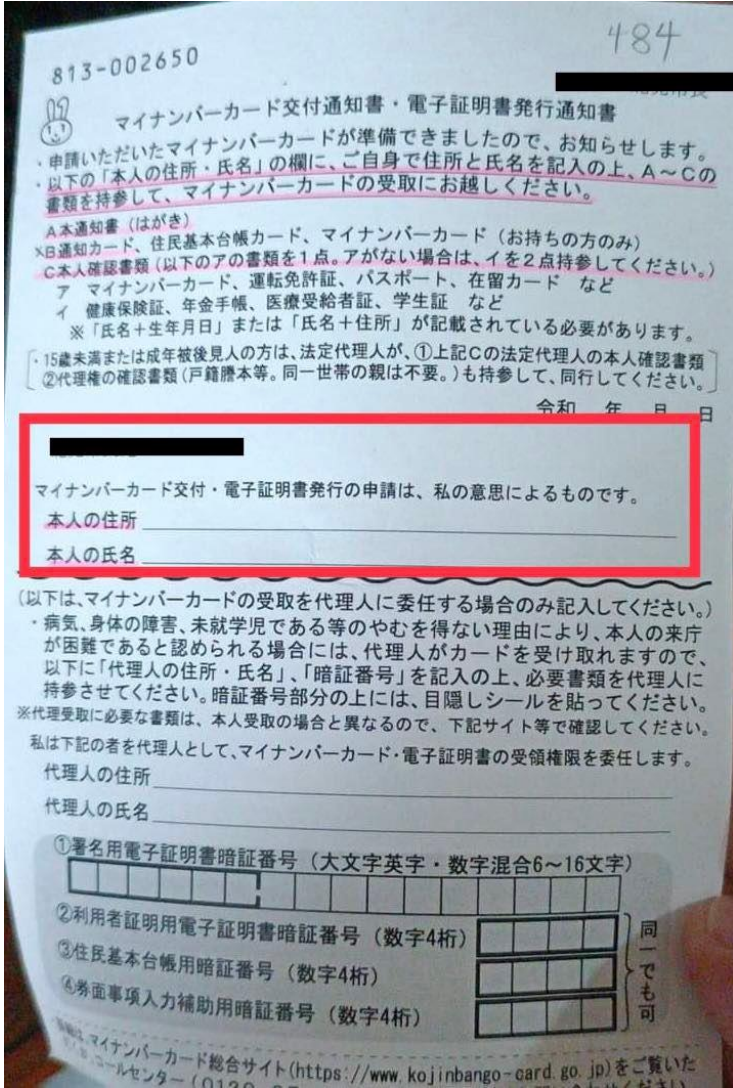 484
813-002650
マイナンバーカード交付通知書・電子証明書発行通知書
・申請いただいたマイナンバーカードが準備できましたので、お知らせします。
・以下の「本人の住所・氏名」の欄に、ご自身で住所と氏名を記入の上、A～Cの
書類を持参して、マイナンバーカードの受取にお越しください。
A本通知書（はがき）
×B通知カード、住民基本台帳カード、マイナンバーカード（お持ちの方のみ）
C本人確認書類（以下のアの書類を1点。アがない場合は、イを2点持参してください。）
ア マイナンバーカード、運転免許証、パスポート、在留カード など
イ 健康保険証、年金手帳、医療受給者証、学生証 など
※「氏名＋生年月日」または「氏名＋住所」が記載されている必要があります。
・15歳未満または成年被後見人の方は、法定代理人が、①上記Cの法定代理人の本人確認書類
②代理権の確認書類（戸籍謄本等。同一世帯の親は不要。）も持参して、同行してください。
令和 年 月 日
マイナンバーカード交付・電子証明書発行の申請は、私の意思によるものです。
本人の住所
本人の氏名
（以下は、マイナンバーカードの受取を代理人に委任する場合のみ記入してください。）
・病気、身体の障害、未就学児である等のやむを得ない理由により、本人の来庁
が困難であると認められる場合には、代理人がカードを受け取れますので、
以下に「代理人の住所・氏名」、「暗証番号」を記入の上、必要書類を代理人に
持参させてください。暗証番号部分の上には、目隠しシールを貼ってください。
※代理受取に必要な書類は、本人受取の場合と異なるので、下記サイト等で確認してください。
私は下記の者を代理人として、マイナンバーカード・電子証明書の受領権限を委任します。
代理人の住所
代理人の氏名
①署名用電子証明書暗証番号（大文字英字・数字混合6～16文字）
②利用者証明用電子証明書暗証番号（数字4桁）
③住民基本台帳用暗証番号（数字4桁）
④券面事項入力補助用暗証番号（数字4桁）
同一でも可
マイナンバーカード総合サイト(https://www.kojinbango-card.go.jp)をご覧いた
コールセンター